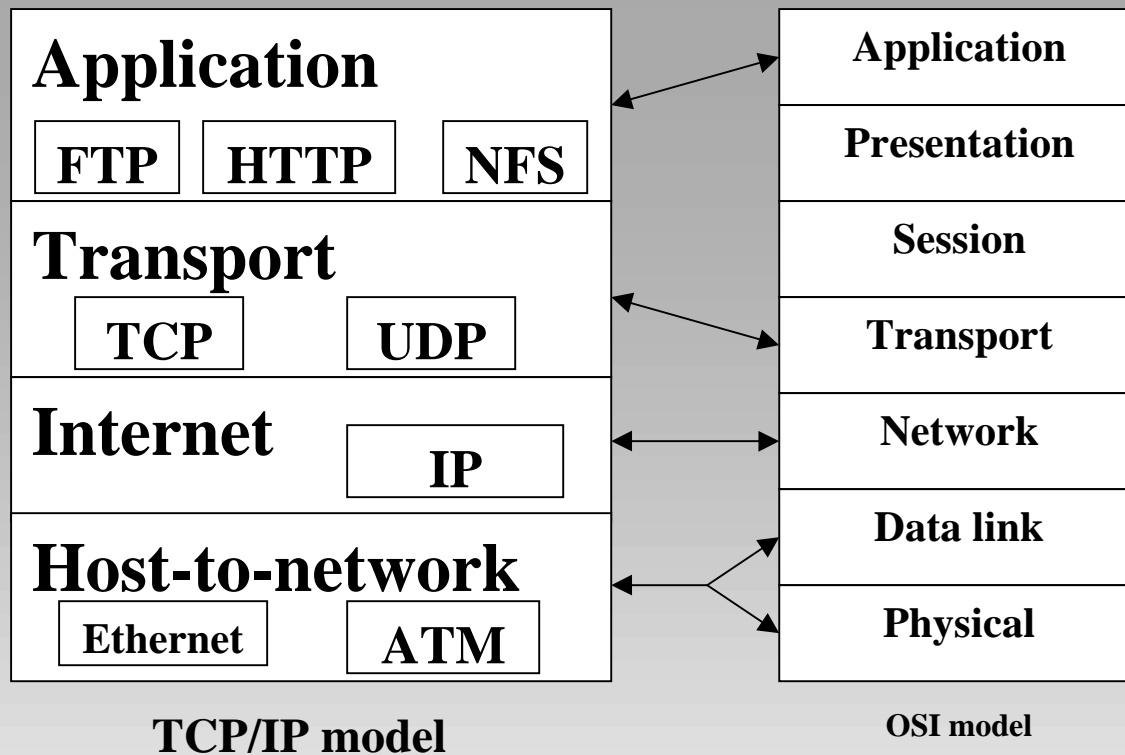 Application
FTP HTTP NFS
Transport
TCP UDP
Internet
IP
Host-to-network
Ethernet ATM
TCP/IP model
Application
Presentation
Session
Transport
Network
Data link
Physical
OSI model